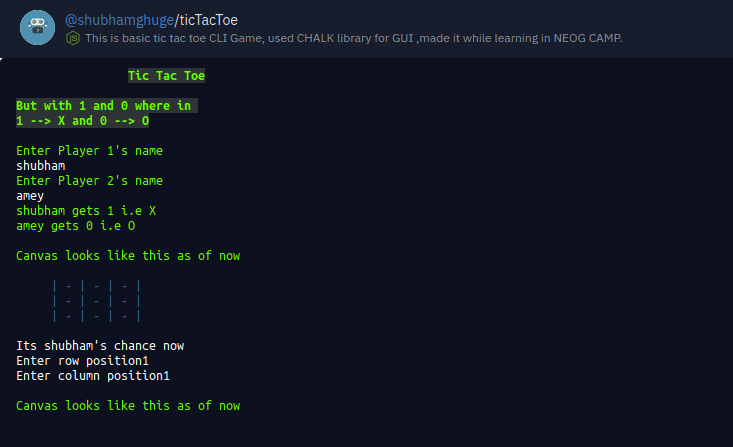 @shubhamghuge/ticTacToe
This is basic tic tac toe CLI Game, used CHALK library for GUI ,made it while learning in NEOG CAMP.
Tic Tac Toe
But with 1 and 0 where in
1 --> X and 0 --> O
Enter Player 1's name
shubham
Enter Player 2's name
amey
shubham gets 1 i.e X
amey gets 0 i.e O
Canvas looks like this as of now
| - | - | - |
| - | - | - |
| - | - | - |
Its shubham's chance now
Enter row position1
Enter column position1
Canvas looks like this as of now